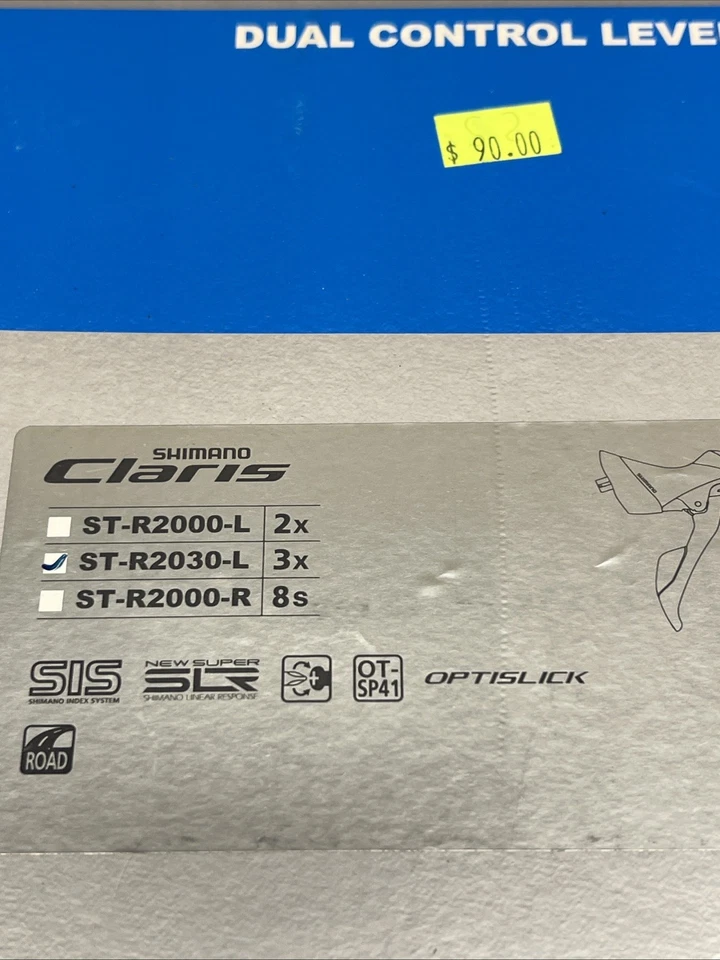 DUAL CONTROL LEVE
$ 90.00
SHIMANO
Claris
ST-R2000-L 2x
ST-R2030-L 3x
ST-R2000-R 8s
SIS
SHIMANO INDEX SYSTEM
NEW SUPER
SLR
SHIMANO LINEAR RESPONSE
OT-
SP41
OPTISLICK
ROAD
SHIMANO